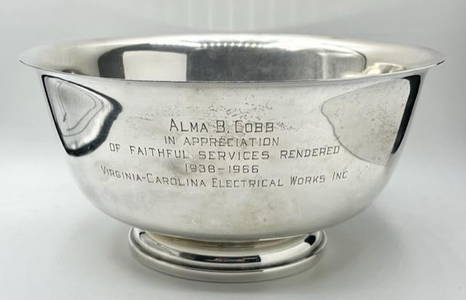 ALMA B. COBB
IN APPRECIATION
OF FAITHFUL SERVICES RENDERED
1938-1966
VIRGINIA-CAROLINA ELECTRICAL WORKS INC